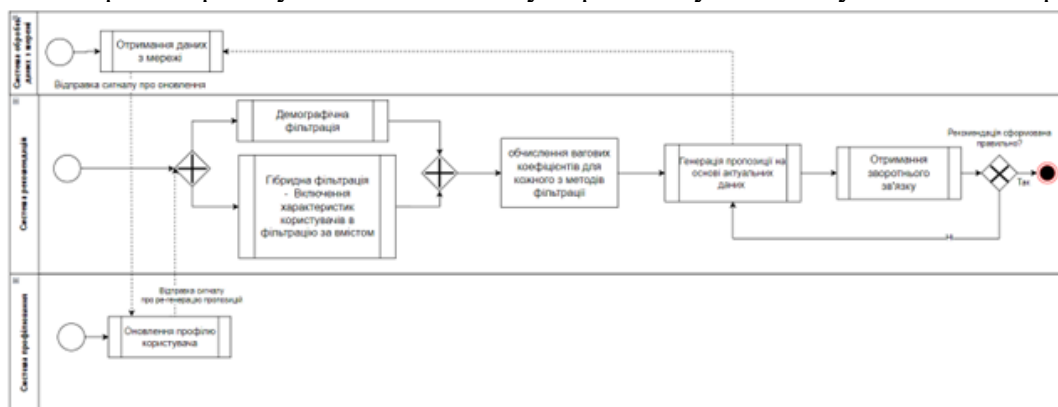 Система обробки
даних з мережі
Отримання даних
з мережі
Відправка сигналу про оновлення
Система рекомендацій
Демографічна
фільтрація
Гібридна фільтрація
- Включення
характеристик
користувачів в
фільтрацію за вмістом
обчислення вагових
коефіцієнтів для
кожного з методів
фільтрації
Генерація пропозиції на
основі актуальних
даних
Отримання
зворотнього
зв'язку
Рекомендація сформована
правильно?
Так
Ні
Відправка сигналу
про ре-генерацію пропозицій
Система профілювання
Оновлення профілю
користувача